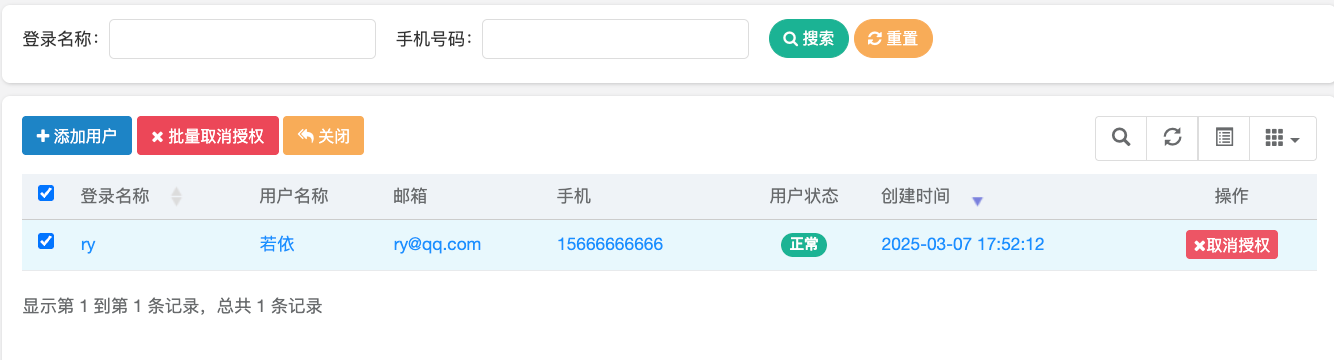 登录名称： 手机号码： 搜索 重置
添加用户 批量取消授权 关闭
登录名称 用户名称 邮箱 手机 用户状态 创建时间 操作
ry 若依 ry@qq.com 15666666666 正常 2025-03-07 17:52:12 取消授权
显示第 1 到第 1 条记录，总共 1 条记录